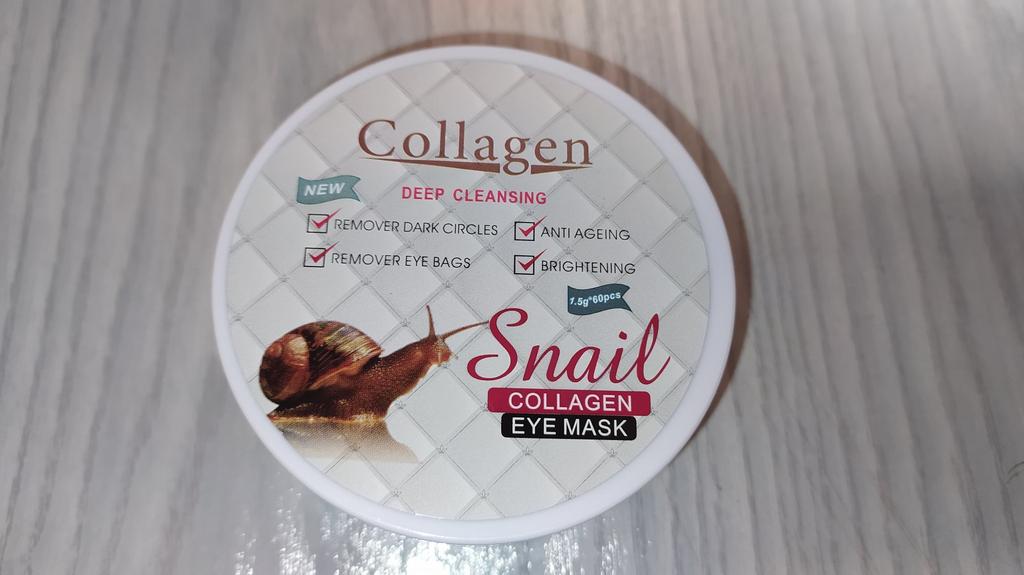 Collagen
NEW
DEEP CLEANSING
REMOVER DARK CIRCLES
ANTI AGEING
REMOVER EYE BAGS
BRIGHTENING
1.5g*60pcs
Snail
COLLAGEN
EYE MASK